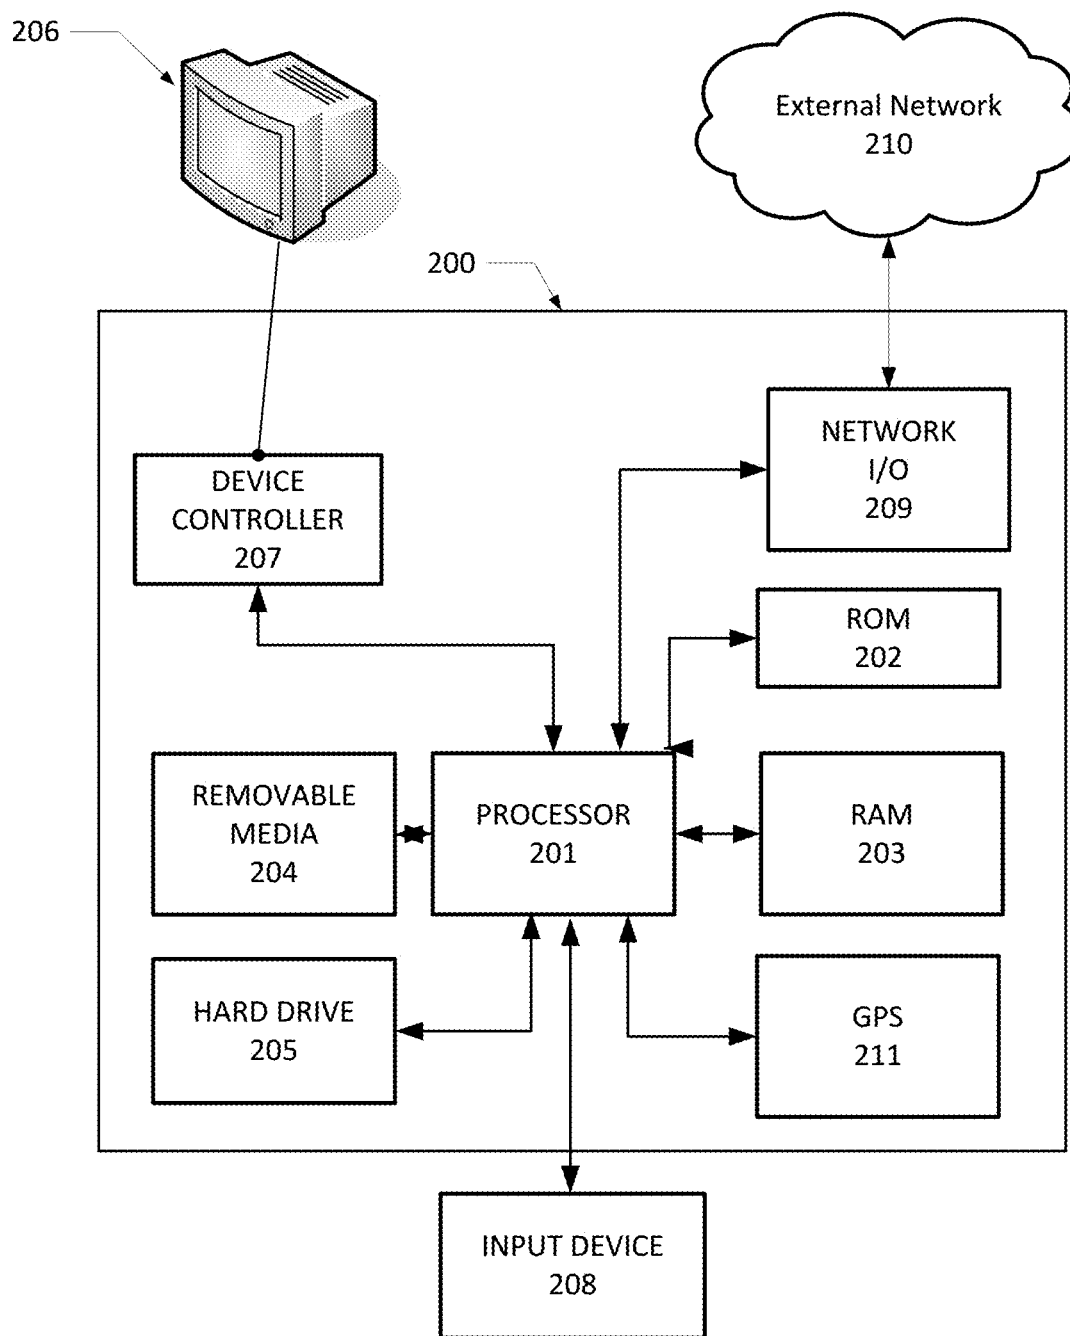 206
External Network
210
200
NETWORK
I/O
209
DEVICE
CONTROLLER
207
ROM
202
REMOVABLE
MEDIA
204
PROCESSOR
201
RAM
203
HARD DRIVE
205
GPS
211
INPUT DEVICE
208